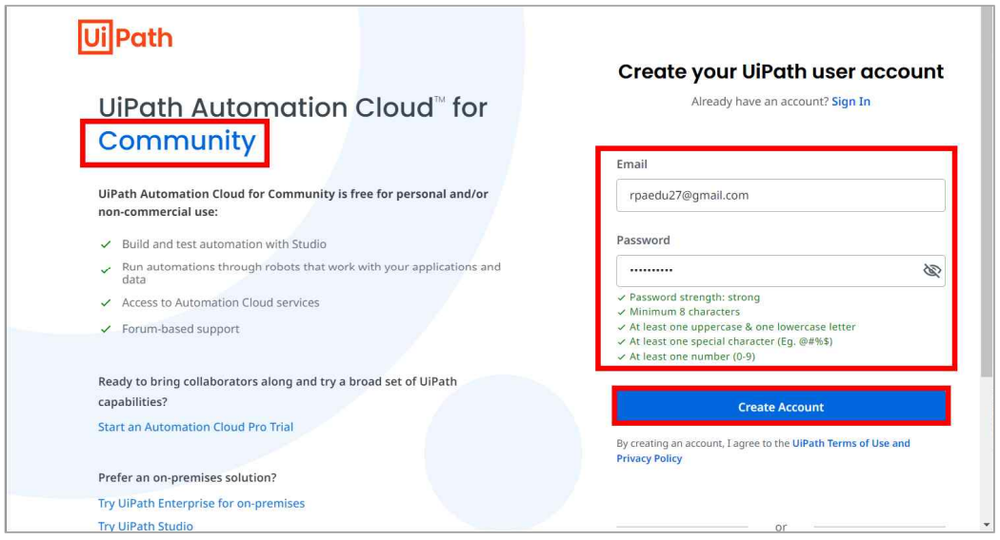 UiPath
UiPath Automation Cloud™ for
Community
UiPath Automation Cloud for Community is free for personal and/or
non-commercial use:
Build and test automation with Studio
Run automations through robots that work with your applications and
data
Access to Automation Cloud services
Forum-based support
Ready to bring collaborators along and try a broad set of UiPath
capabilities?
Start an Automation Cloud Pro Trial
Prefer an on-premises solution?
Try UiPath Enterprise for on-premises
Try UiPath Studio
Create your UiPath user account
Already have an account? Sign In
Email
rpaedu27@gmail.com
Password
••••••••••
Password strength: strong
Minimum 8 characters
At least one uppercase & one lowercase letter
At least one special character (Eg. @#%$)
At least one number (0-9)
Create Account
By creating an account, I agree to the UiPath Terms of Use and
Privacy Policy
or